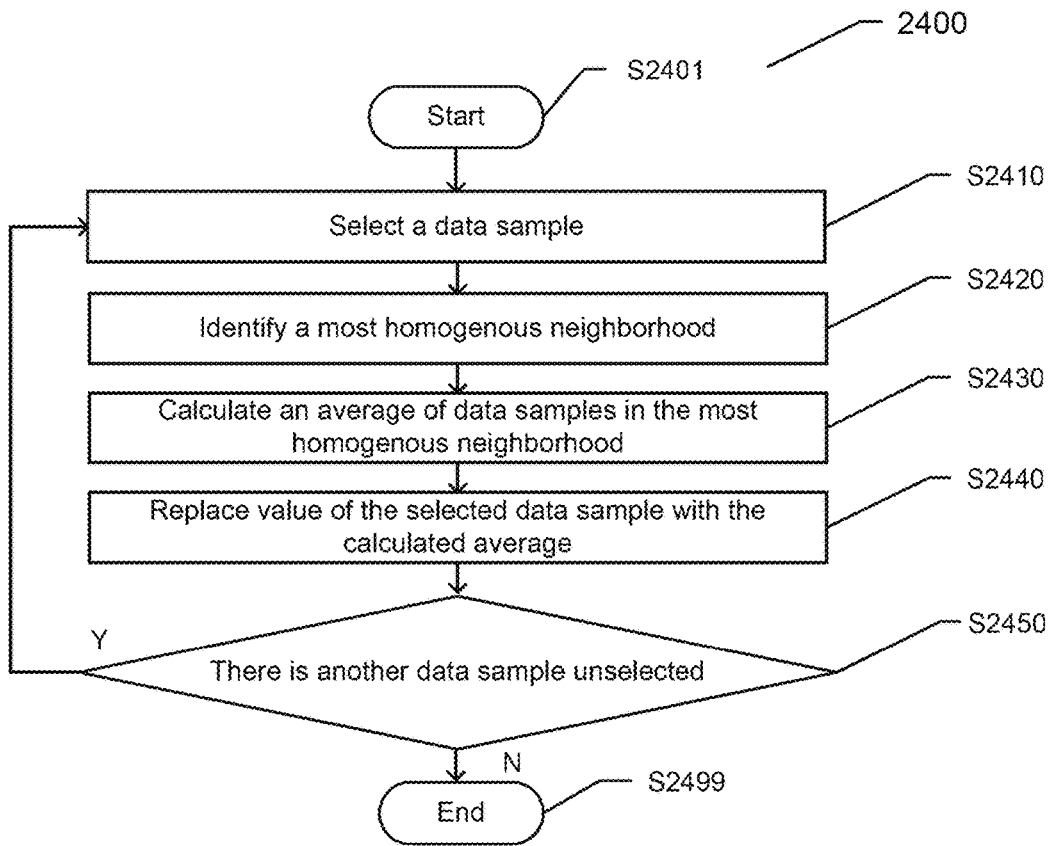 2400
S2401
Start
S2410
Select a data sample
S2420
Identify a most homogenous neighborhood
S2430
Calculate an average of data samples in the most
homogenous neighborhood
S2440
Replace value of the selected data sample with the
calculated average
S2450
Y
There is another data sample unselected
N
S2499
End